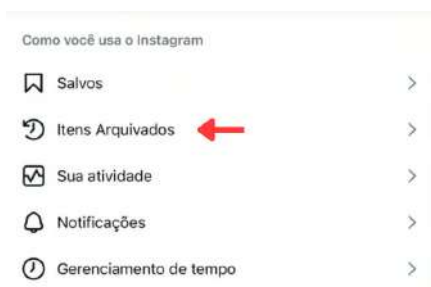 Como você usa o Instagram
Salvos
Itens Arquivados
Sua atividade
Notificações
Gerenciamento de tempo